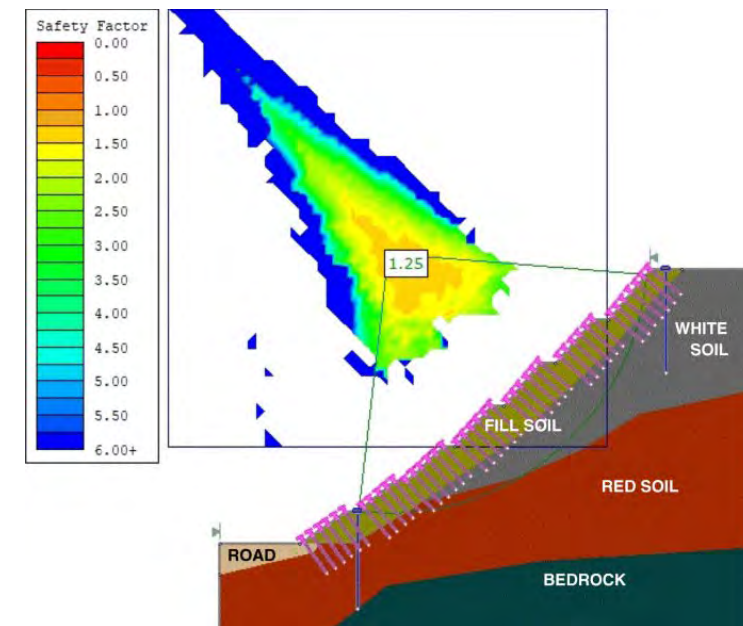 Safety Factor
0.00
0.50
1.00
1.50
2.00
2.50
3.00
3.50
4.00
4.50
5.00
5.50
6.00+
1.25
WHITE
SOIL
FILL SOIL
RED SOIL
ROAD
BEDROCK